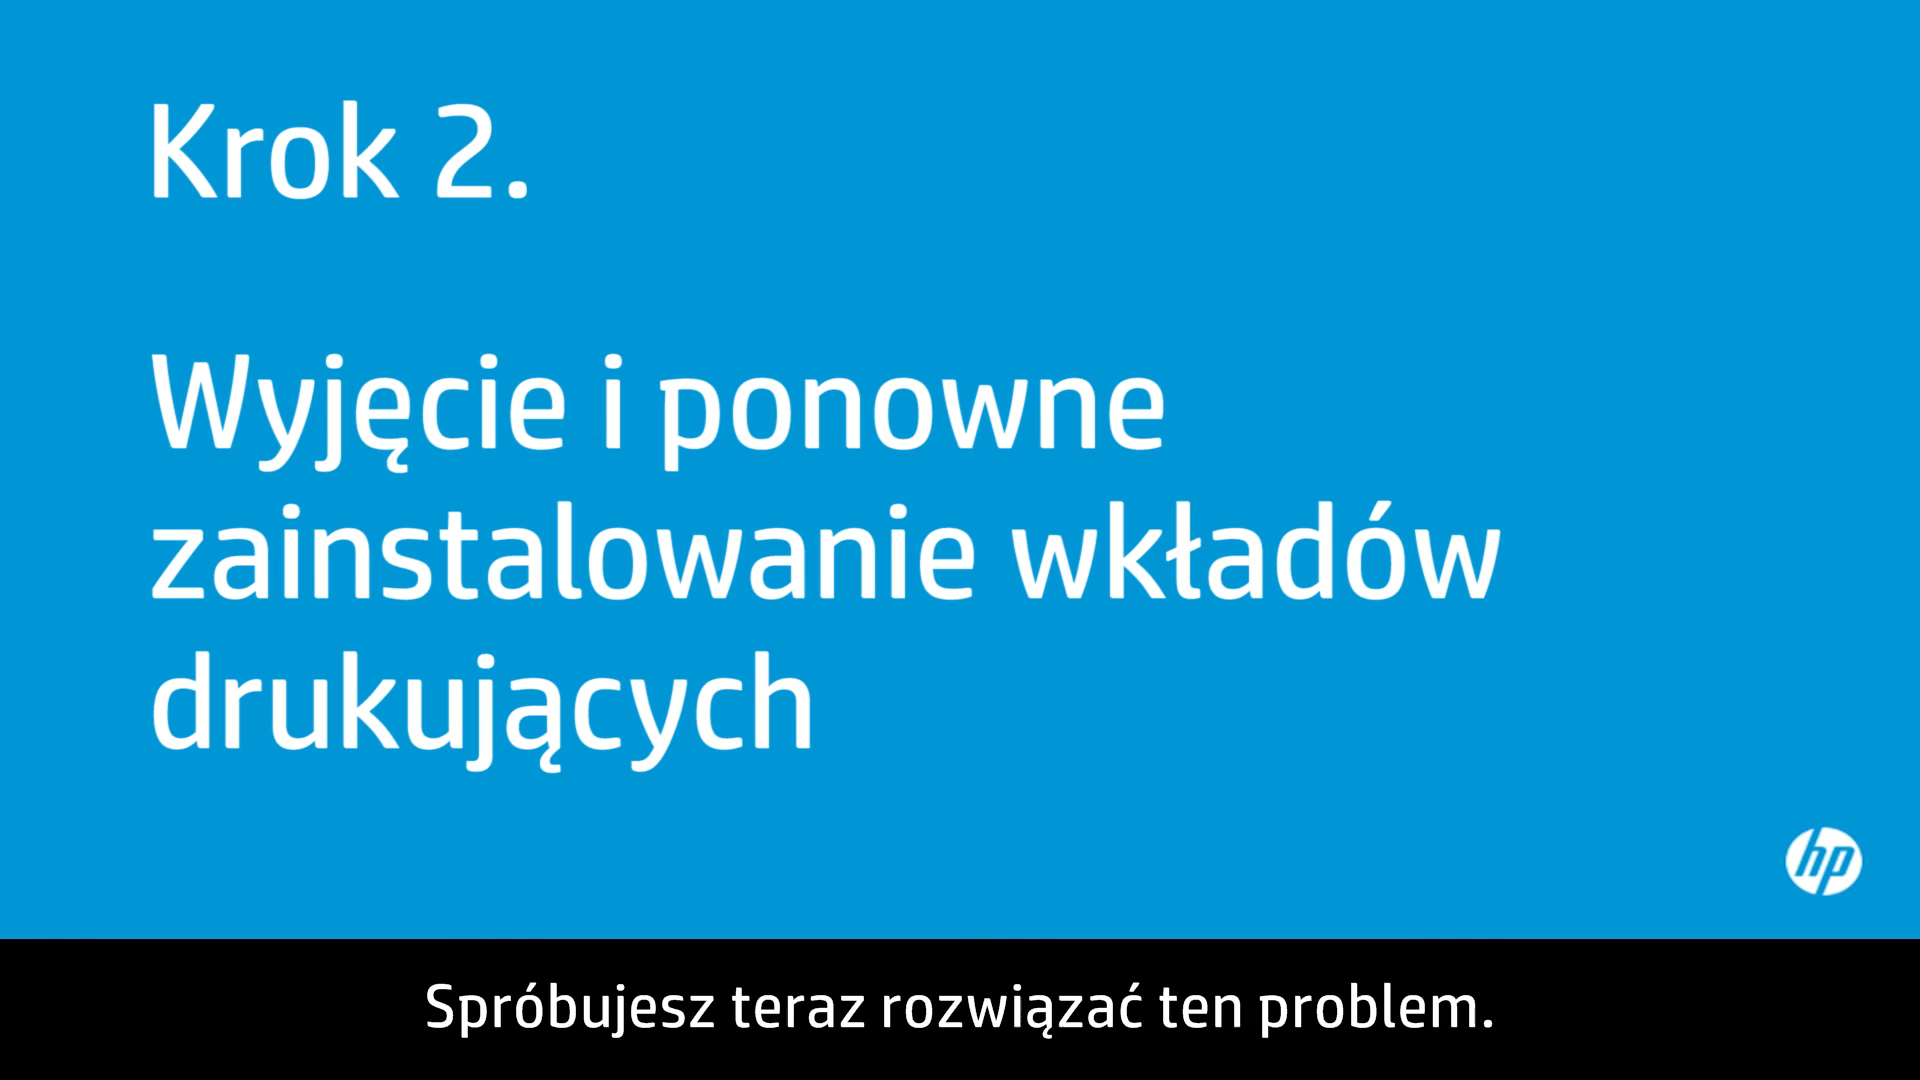 Krok 2.
Wyjęcie i ponowne
zainstalowanie wkładów
drukujących
hp
Spróbujesz teraz rozwiązać ten problem.